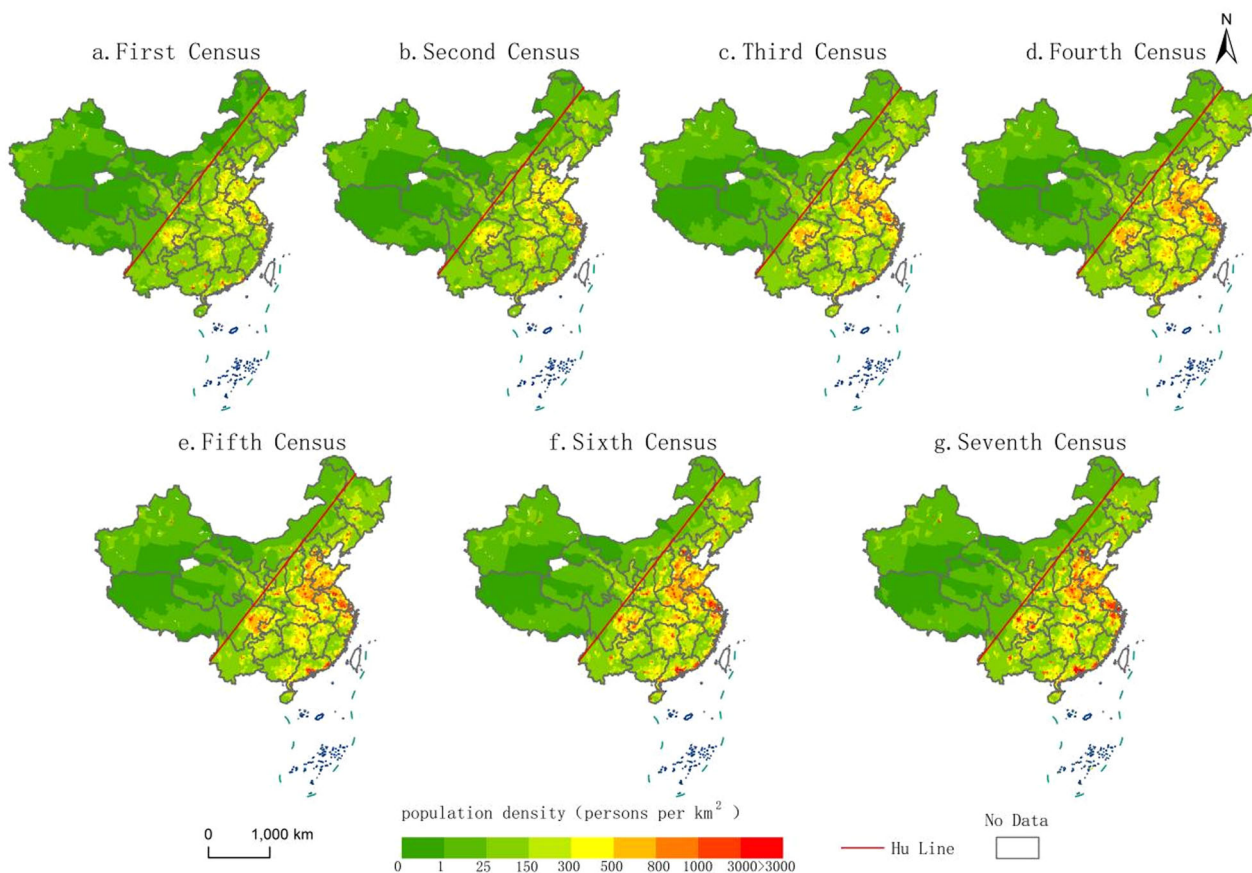 N
a.First Census
b.Second Census
c.Third Census
d.Fourth Census
e.Fifth Census
f.Sixth Census
g.Seventh Census
population density（persons per km² ）
No Data
0 1,000 km
Hu Line
0 1 25 150 300 500 800 1000 3000>3000